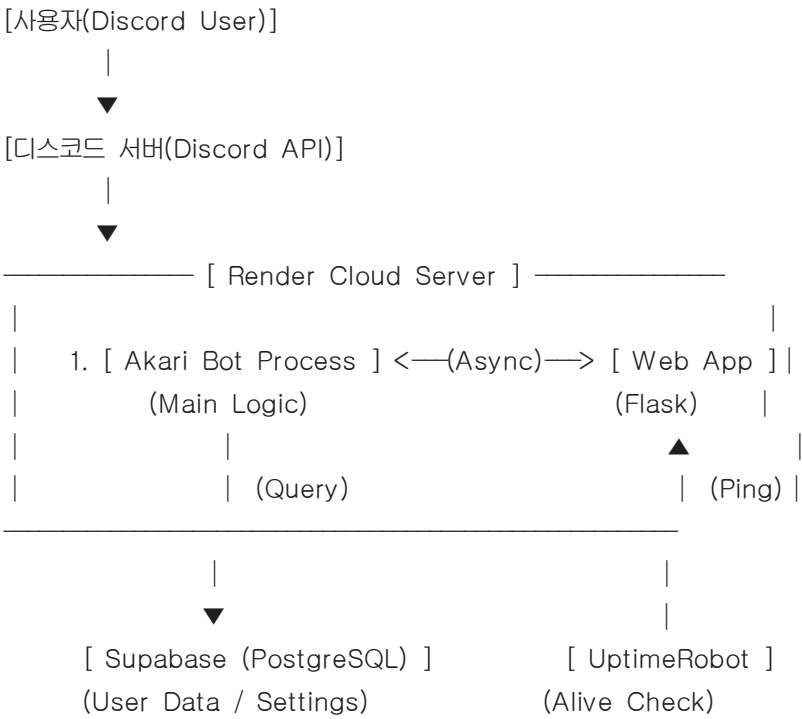 [사용자(Discord User)]
[디스코드 서버(Discord API)]
[ Render Cloud Server ]
1. [ Akari Bot Process ] <──(Async)──> [ Web App ]
(Main Logic) (Flask)
(Query) (Ping)
[ Supabase (PostgreSQL) ] [ UptimeRobot ]
(User Data / Settings) (Alive Check)